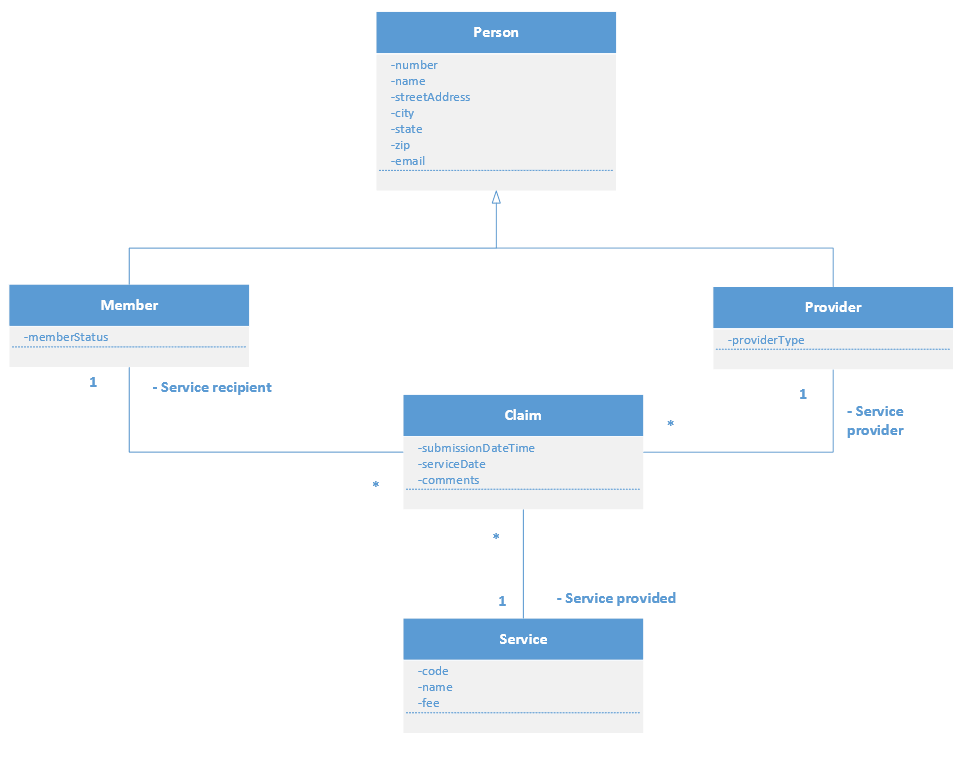 Person
-number
-name
-streetAddress
-city
-state
-zip
-email
Member
-memberStatus
Provider
-providerType
1
- Service recipient
1
- Service
provider
Claim
-submissionDateTime
-serviceDate
-comments
*
*
*
1
- Service provided
Service
-code
-name
-fee